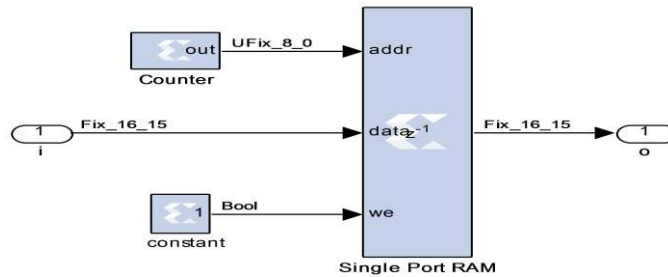 out
UFix_8_0
addr
Counter
1
Fix_16_15
data
z-1
Fix_16_15
1
i
o
1
Bool
we
constant
Single Port RAM